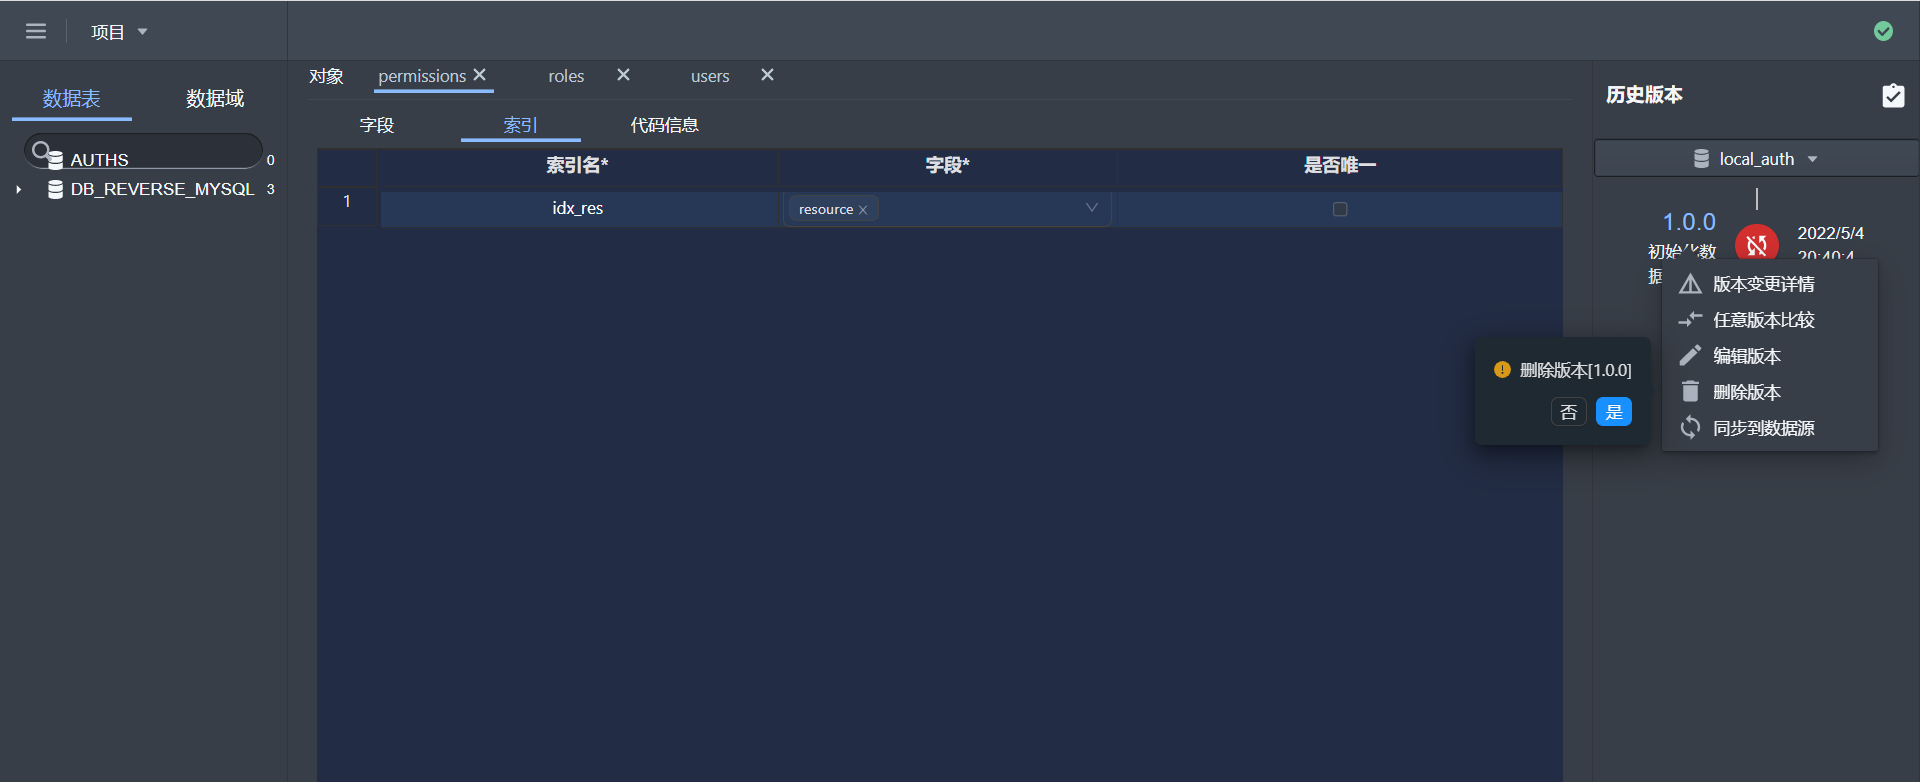 项目
数据表 数据域
AUTHS 0
DB_REVERSE_MYSQL 3
对象 permissions roles users
字段 索引 代码信息
索引名* 字段* 是否唯一
1 idx_res resource
历史版本
local_auth
1.0.0
初始化数
据
2022/5/4
20:40:4
版本变更详情
任意版本比较
编辑版本
删除版本
同步到数据源
删除版本[1.0.0]
否 是